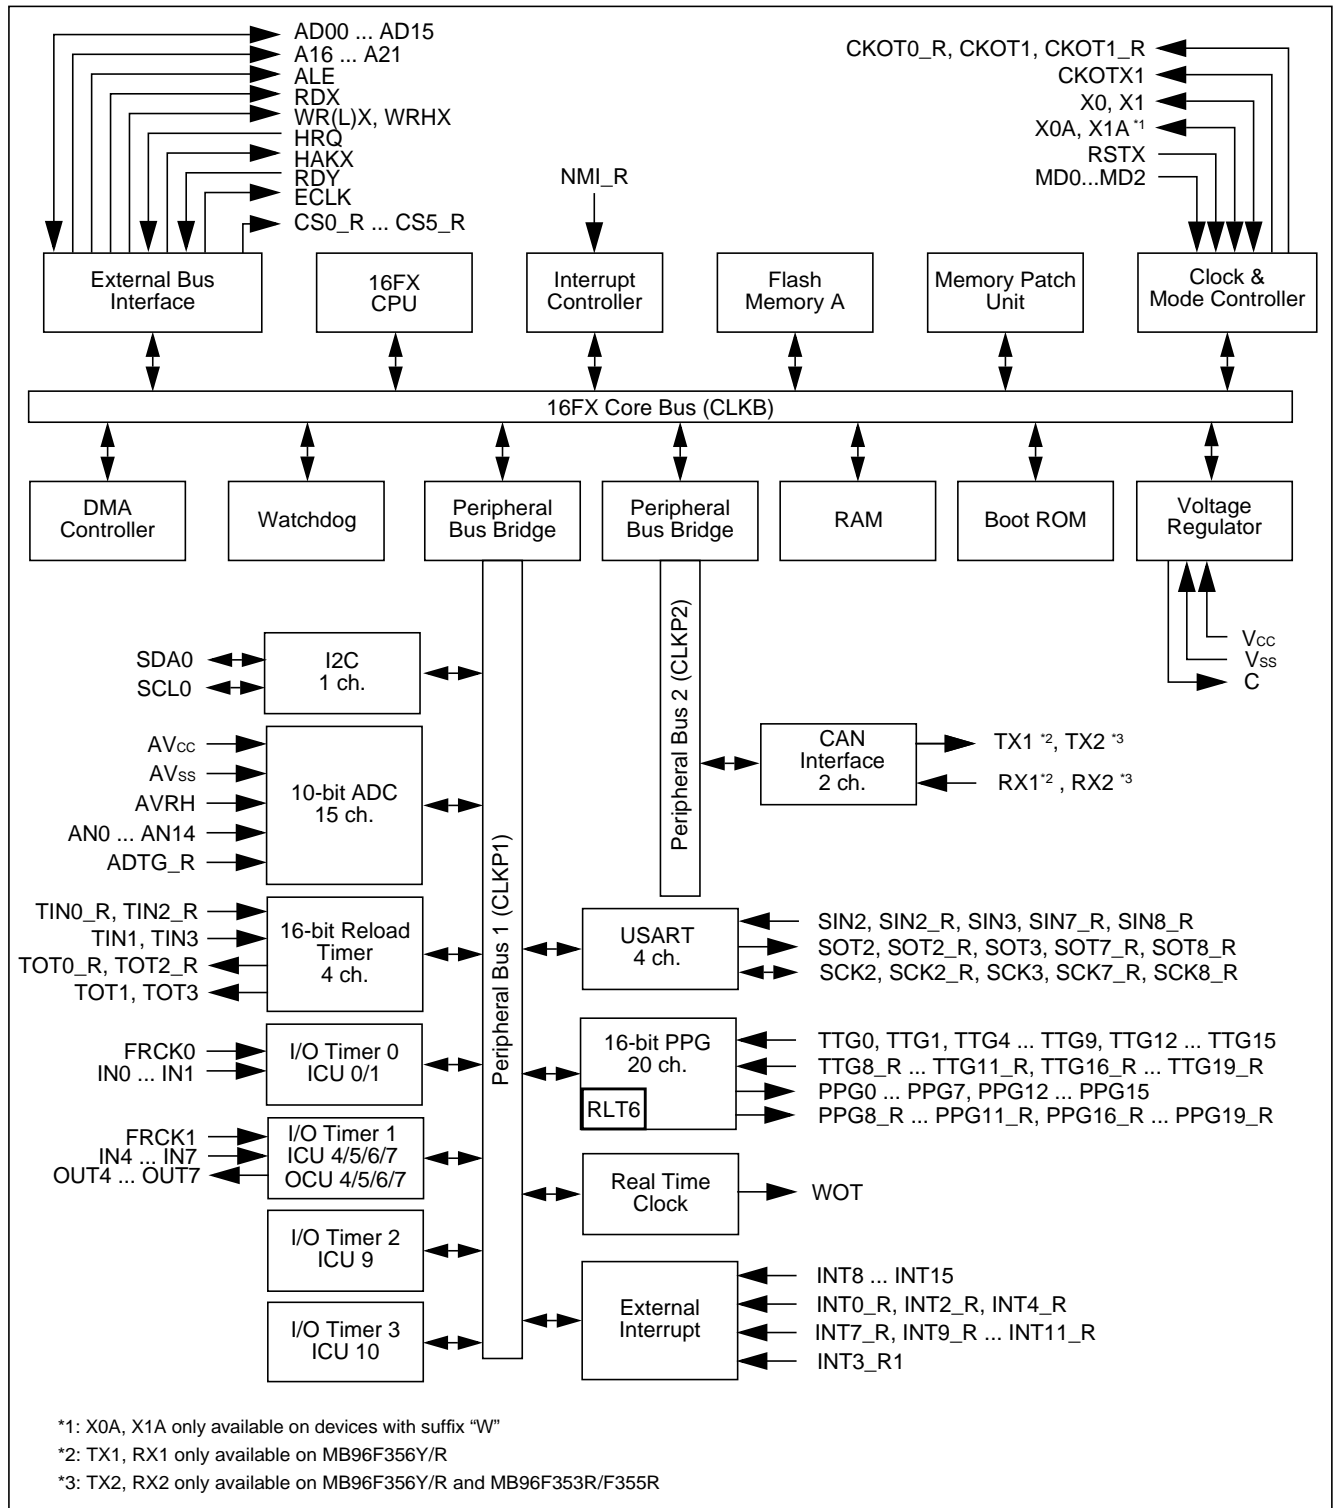 AD00 ... AD15
A16 ... A21
ALE
RDX
WR(L)X, WRHX
HRQ
HAKX
RDY
ECLK
CS0_R ... CS5_R
NMI_R
CKOT0_R, CKOT1, CKOT1_R
CKOTX1
X0, X1
X0A, X1A *1
RSTX
MD0...MD2
External Bus
Interface
16FX
CPU
Interrupt
Controller
Flash
Memory A
Memory Patch
Unit
Clock &
Mode Controller
16FX Core Bus (CLKB)
DMA
Controller
Watchdog
Peripheral
Bus Bridge
Peripheral
Bus Bridge
RAM
Boot ROM
Voltage
Regulator
Vcc
Vss
C
Peripheral Bus 1 (CLKP1)
Peripheral Bus 2 (CLKP2)
SDA0
SCL0
I2C
1 ch.
AVcc
AVss
AVRH
AN0 ... AN14
ADTG_R
10-bit ADC
15 ch.
TIN0_R, TIN2_R
TIN1, TIN3
TOT0_R, TOT2_R
TOT1, TOT3
16-bit Reload
Timer
4 ch.
FRCK0
IN0 ... IN1
I/O Timer 0
ICU 0/1
FRCK1
IN4 ... IN7
OUT4 ... OUT7
I/O Timer 1
ICU 4/5/6/7
OCU 4/5/6/7
I/O Timer 2
ICU 9
I/O Timer 3
ICU 10
CAN
Interface
2 ch.
TX1 *2, TX2 *3
RX1*2 , RX2 *3
USART
4 ch.
SIN2, SIN2_R, SIN3, SIN7_R, SIN8_R
SOT2, SOT2_R, SOT3, SOT7_R, SOT8_R
SCK2, SCK2_R, SCK3, SCK7_R, SCK8_R
16-bit PPG
20 ch.
RLT6
TTG0, TTG1, TTG4 ... TTG9, TTG12 ... TTG15
TTG8_R ... TTG11_R, TTG16_R ... TTG19_R
PPG0 ... PPG7, PPG12 ... PPG15
PPG8_R ... PPG11_R, PPG16_R ... PPG19_R
Real Time
Clock
WOT
External
Interrupt
INT8 ... INT15
INT0_R, INT2_R, INT4_R
INT7_R, INT9_R ... INT11_R
INT3_R1
*1: X0A, X1A only available on devices with suffix “W”
*2: TX1, RX1 only available on MB96F356Y/R
*3: TX2, RX2 only available on MB96F356Y/R and MB96F353R/F355R